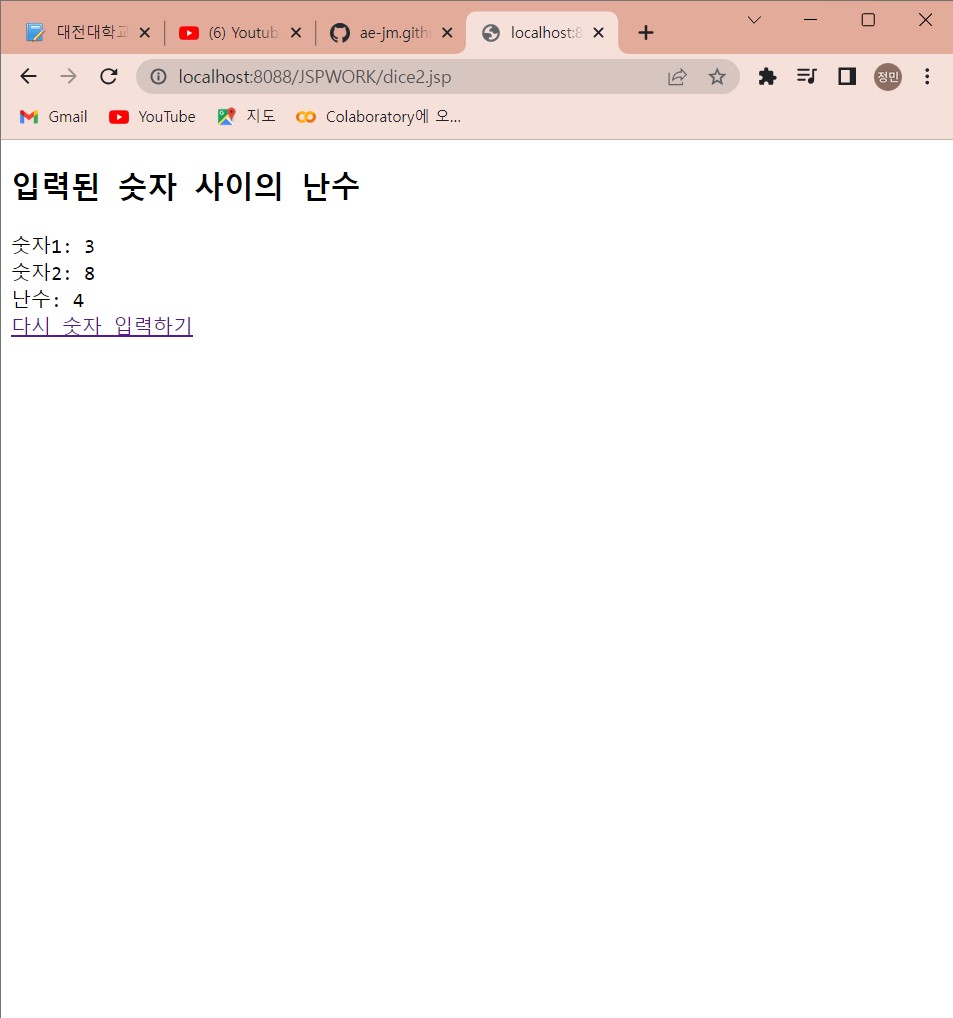 대전대학교
(6) Youtub
ae-jm.gith
localhost:8
localhost:8088/JSPWORK/dice2.jsp
정민
Gmail
YouTube
지도
Colaboratory에 오...
입력된 숫자 사이의 난수
숫자1: 3
숫자2: 8
난수: 4
다시 숫자 입력하기